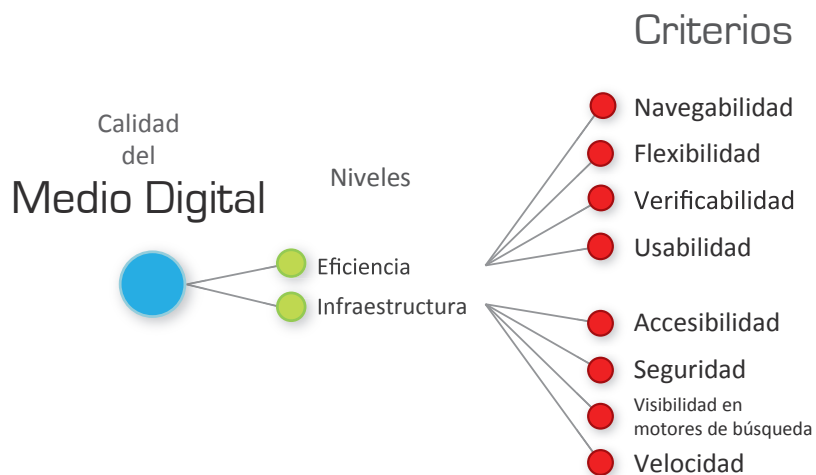 Criterios
Calidad
del
Medio Digital
Niveles
Eficiencia
Infraestructura
Navegabilidad
Flexibilidad
Verificabilidad
Usabilidad
Accesibilidad
Seguridad
Visibilidad en
motores de búsqueda
Velocidad